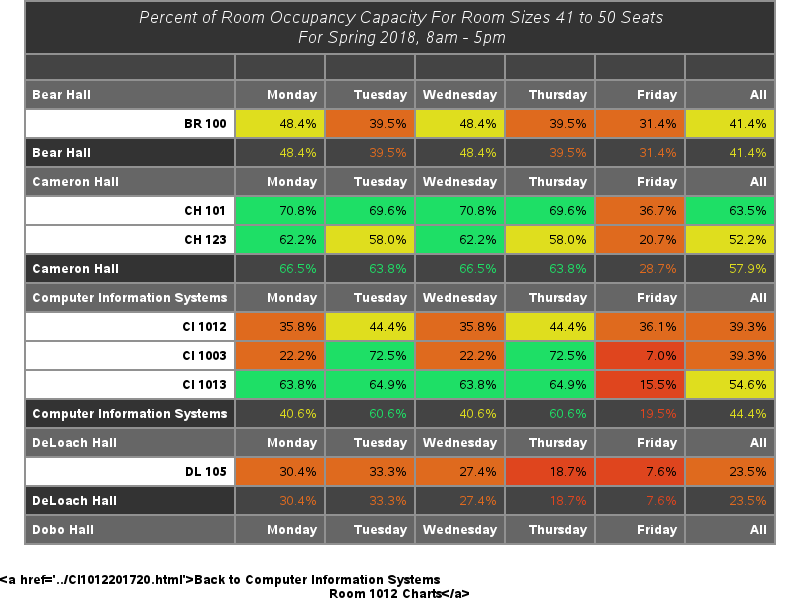 Percent of Room Occupancy Capacity For Room Sizes 41 to 50 Seats
For Spring 2018, 8am - 5pm
Bear Hall Monday Tuesday Wednesday Thursday Friday All
BR 100 48.4% 39.5% 48.4% 39.5% 31.4% 41.4%
Bear Hall 48.4% 39.5% 48.4% 39.5% 31.4% 41.4%
Cameron Hall Monday Tuesday Wednesday Thursday Friday All
CH 101 70.8% 69.6% 70.8% 69.6% 36.7% 63.5%
CH 123 62.2% 58.0% 62.2% 58.0% 20.7% 52.2%
Cameron Hall 66.5% 63.8% 66.5% 63.8% 28.7% 57.9%
Computer Information Systems Monday Tuesday Wednesday Thursday Friday All
CI 1012 35.8% 44.4% 35.8% 44.4% 36.1% 39.3%
CI 1003 22.2% 72.5% 22.2% 72.5% 7.0% 39.3%
CI 1013 63.8% 64.9% 63.8% 64.9% 15.5% 54.6%
Computer Information Systems 40.6% 60.6% 40.6% 60.6% 19.5% 44.4%
DeLoach Hall Monday Tuesday Wednesday Thursday Friday All
DL 105 30.4% 33.3% 27.4% 18.7% 7.6% 23.5%
DeLoach Hall 30.4% 33.3% 27.4% 18.7% 7.6% 23.5%
Dobo Hall Monday Tuesday Wednesday Thursday Friday All
<a href='../CI1012201720.html'>Back to Computer Information Systems
Room 1012 Charts</a>